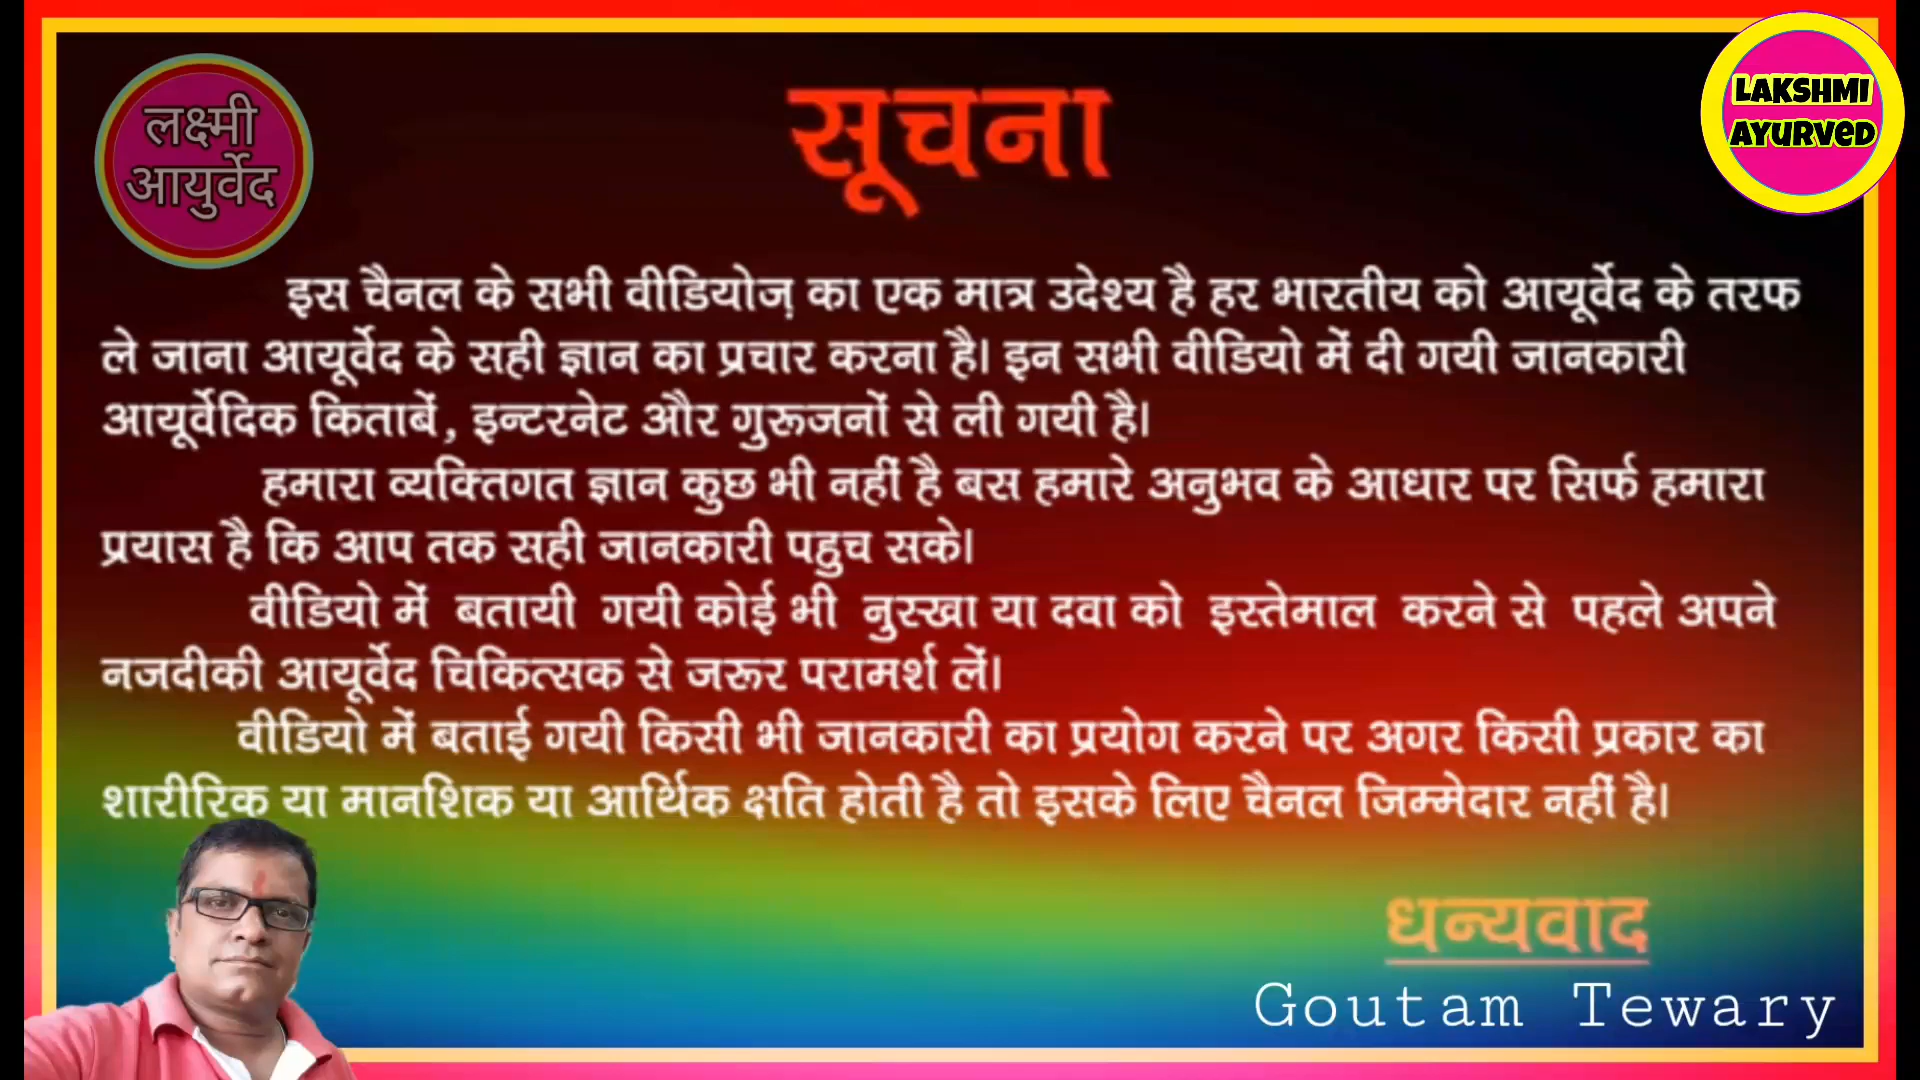 लक्ष्मी
आयुर्वेद
LAKSHMI
AYURVED
सूचना
इस चैनल के सभी वीडियोज़ का एक मात्र उदेश्य है हर भारतीय को आयूर्वेद के तरफ
ले जाना आयूर्वेद के सही ज्ञान का प्रचार करना है। इन सभी वीडियो में दी गयी जानकारी
आयूर्वेदिक किताबें, इन्टरनेट और गुरुजनों से ली गयी है।
हमारा व्यक्तिगत ज्ञान कुछ भी नहीं है बस हमारे अनुभव के आधार पर सिर्फ हमारा
प्रयास है कि आप तक सही जानकारी पहुच सके।
वीडियो में बतायी गयी कोई भी नुस्खा या दवा को इस्तेमाल करने से पहले अपने
नजदीकी आयूर्वेद चिकित्सक से जरूर परामर्श लें।
वीडियो में बताई गयी किसी भी जानकारी का प्रयोग करने पर अगर किसी प्रकार का
शारीरिक या मानशिक या आर्थिक क्षति होती है तो इसके लिए चैनल जिम्मेदार नहीं है।
धन्यवाद
Goutam Tewary